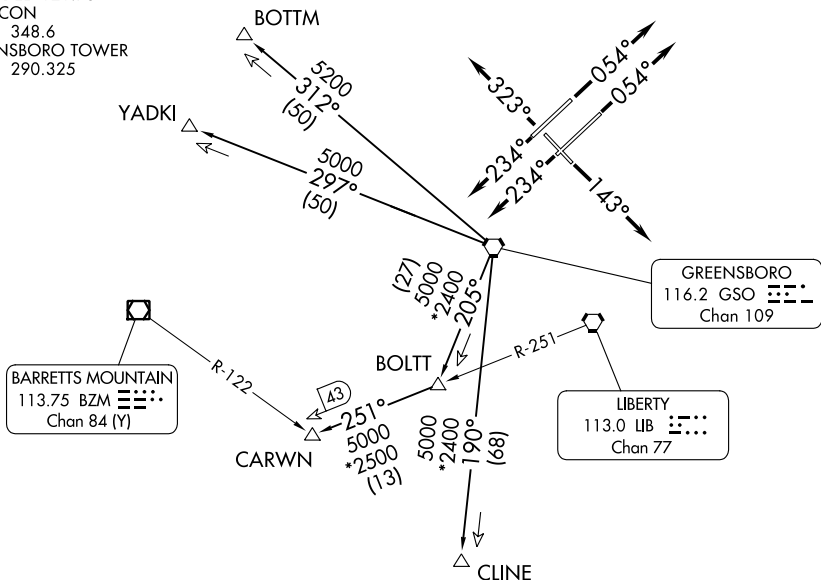 CON
348.6
NSBORO TOWER
290.325
BOTTM
5200
312°
(50)
YADKI
5000
297°
(50)
323°
054°
054°
234°
234°
143°
(27)
5000
*2400
205°
GREENSBORO
116.2 GSO
Chan 109
BARRETTS MOUNTAIN
113.75 BZM
Chan 84 (Y)
R-122
BOLTT
R-251
43
251°
5000
*2500
(13)
CARWN
5000
*2400
190°
(68)
LIBERTY
113.0 LIB
Chan 77
CLINE